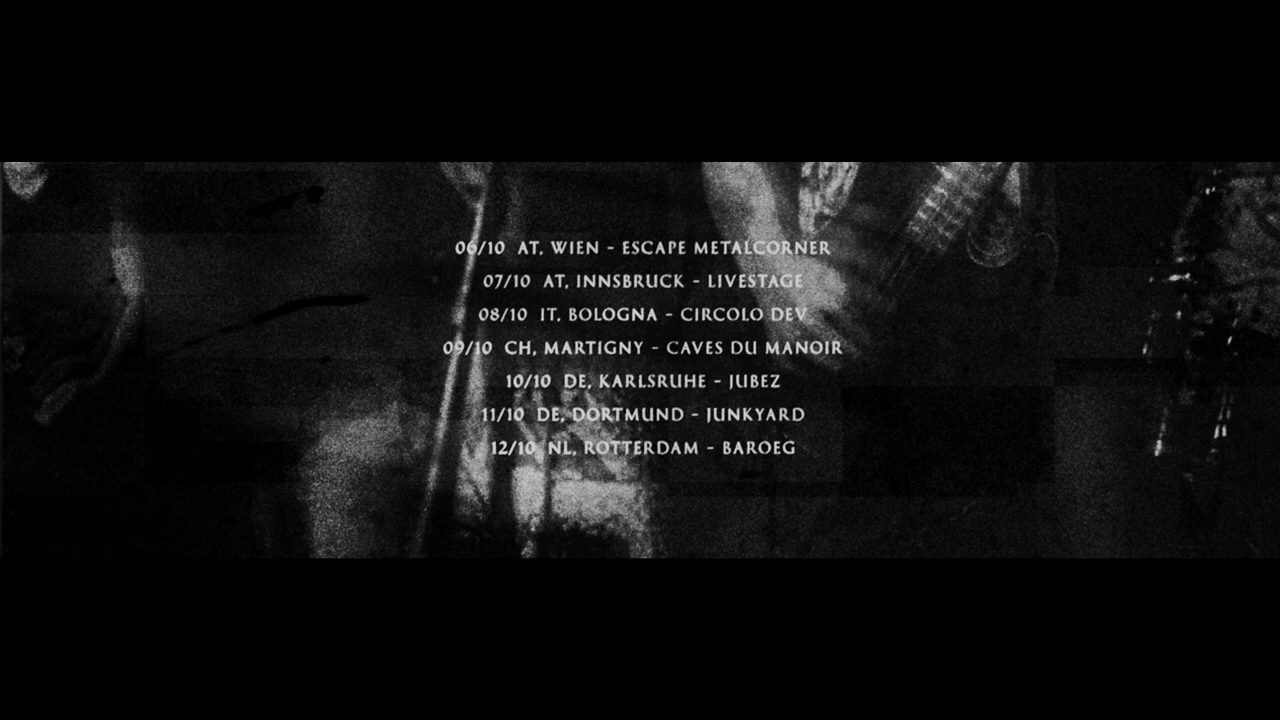 06/10 AT, WIEN - ESCAPE METALCORNER
07/10 AT, INNSBRUCK - LIVESTAGE
08/10 IT, BOLOGNA - CIRCOLO DEV
09/10 CH, MARTIGNY - CAVES DU MANOIR
10/10 DE, KARLSRUHE - JUBEZ
11/10 DE, DORTMUND - JUNKYARD
12/10 NL, ROTTERDAM - BAROEG